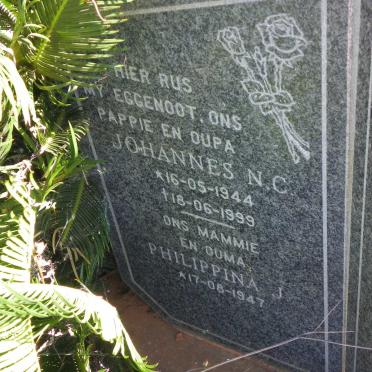 HIER RUS
MY EGGENOOT, ONS
PAPPIE EN OUPA
JOHANNES N.C.
*16-05-1944
†18-06-1999
ONS MAMMIE
EN OUMA
PHILIPPINA J.
*17-08-1947